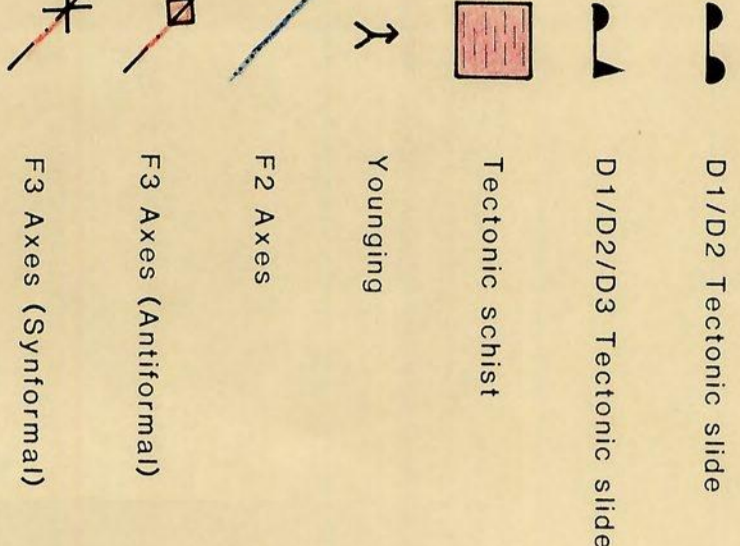 D1/D2 Tectonic slide
D1/D2/D3 Tectonic slide
Tectonic schist
Younging
F2 Axes
F3 Axes (Antiformal)
F3 Axes (Synformal)